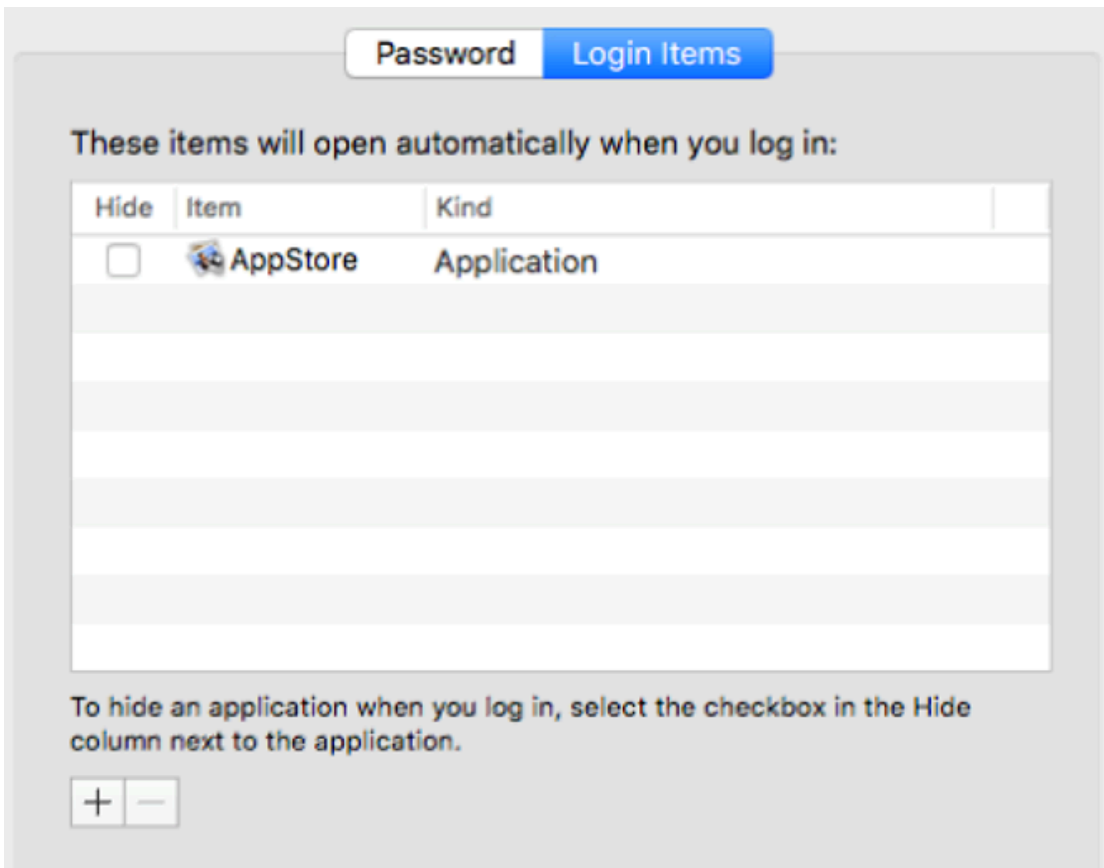 Password Login Items
These items will open automatically when you log in:
Hide Item Kind
AppStore Application
To hide an application when you log in, select the checkbox in the Hide
column next to the application.
+ −